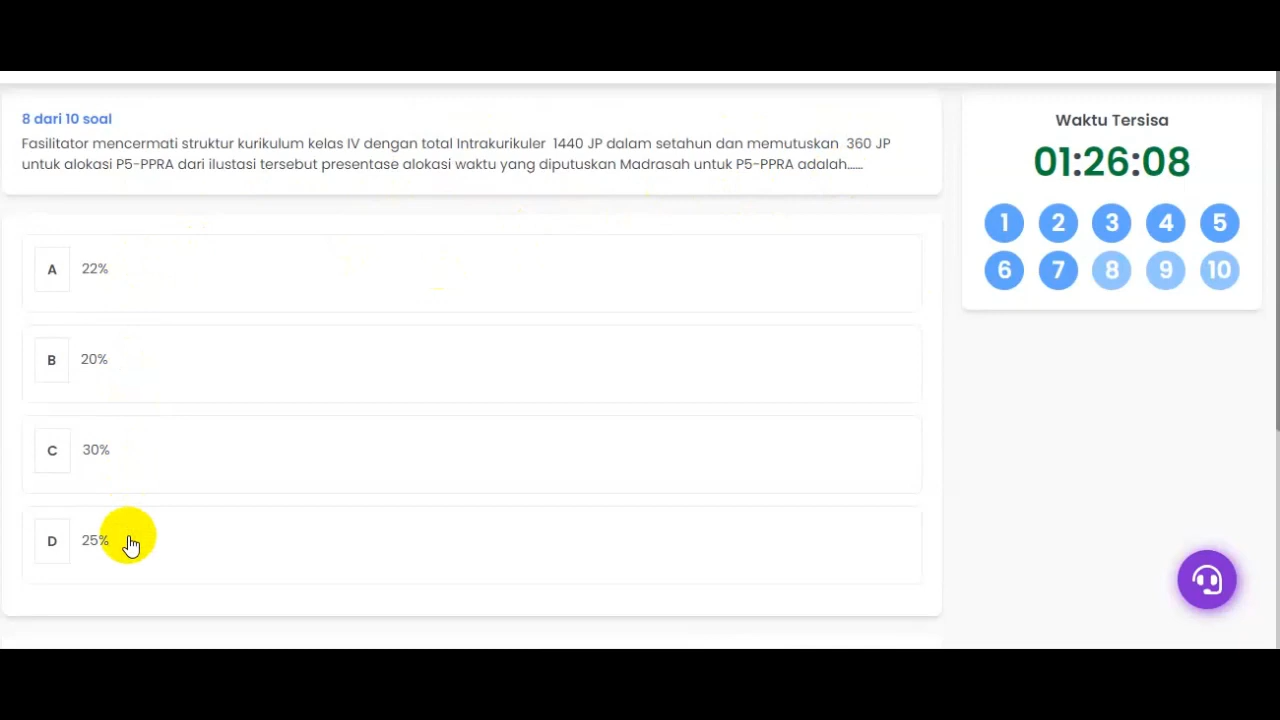 8 dari 10 soal
Fasilitator mencermati struktur kurikulum kelas IV dengan total Intrakurikuler 1440 JP dalam setahun dan memutuskan 360 JP
untuk alokasi P5-PPRA dari ilustasi tersebut presentase alokasi waktu yang diputuskan Madrasah untuk P5-PPRA adalah......
A 22%
B 20%
C 30%
D 25%
Waktu Tersisa
01:26:08
1 2 3 4 5
6 7 8 9 10